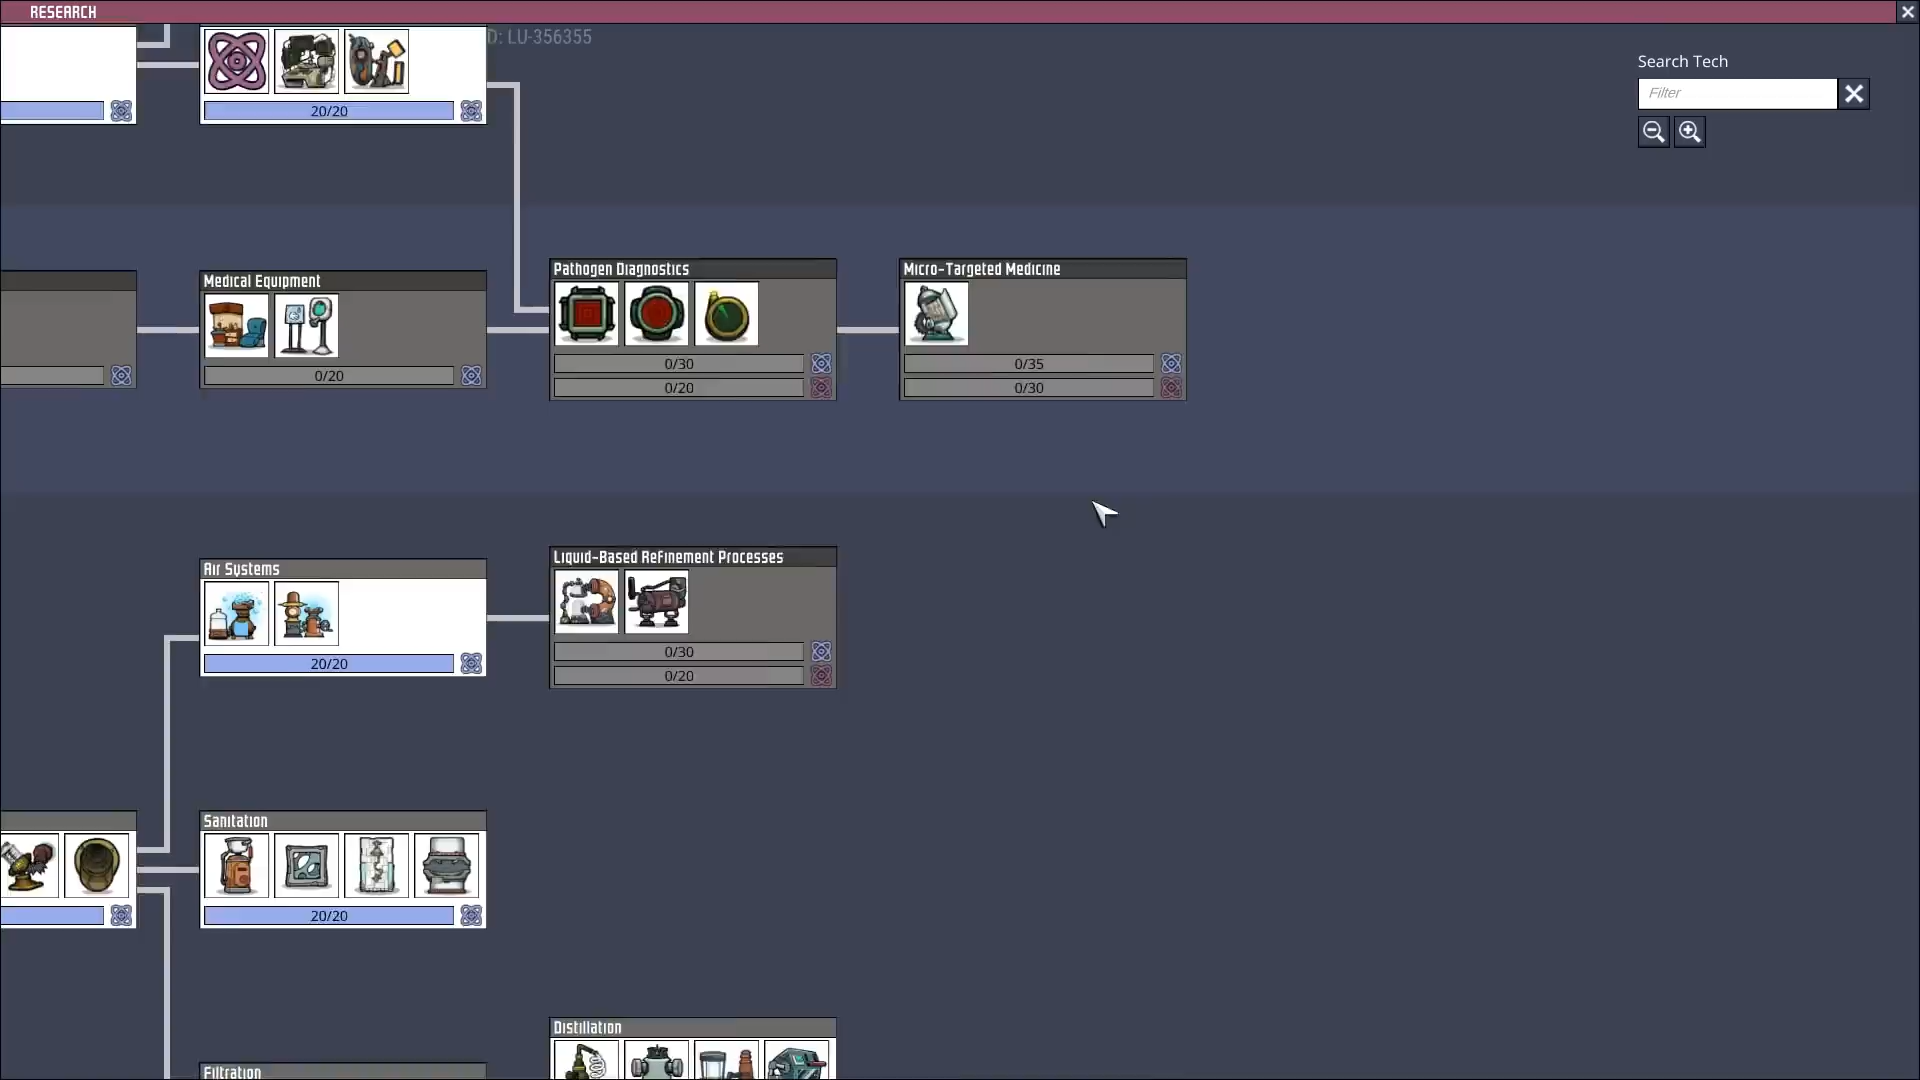 RESEARCH
D: LU-356355
Search Tech
Filter
20/20
Medical Equipment
0/20
Pathogen Diagnostics
0/30
0/20
Micro-Targeted Medicine
0/35
0/30
Air Systems
20/20
Liquid-Based Refinement Processes
0/30
0/20
Sanitation
20/20
Distillation
Filtration